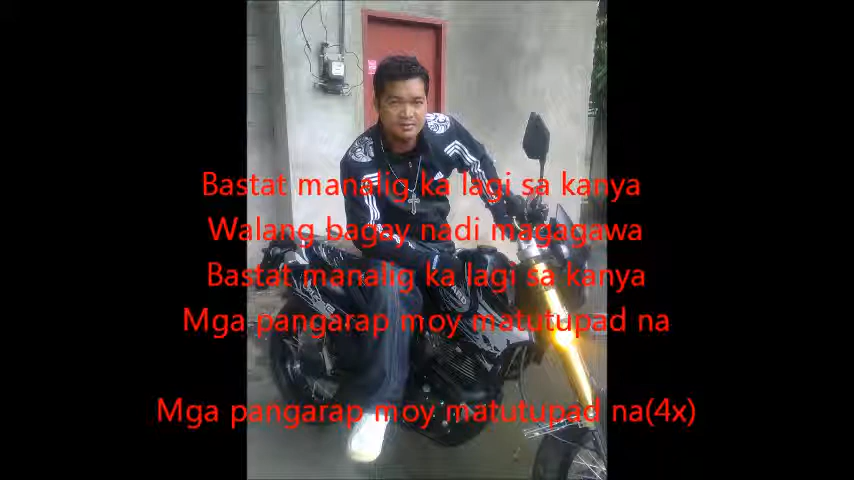 Bastat manalig ka lagi sa kanya
Walang bagay nadi magagawa
Bastat manalig ka lagi sa kanya
Mga pangarap moy matutupad na
Mga pangarap moy matutupad na(4x)